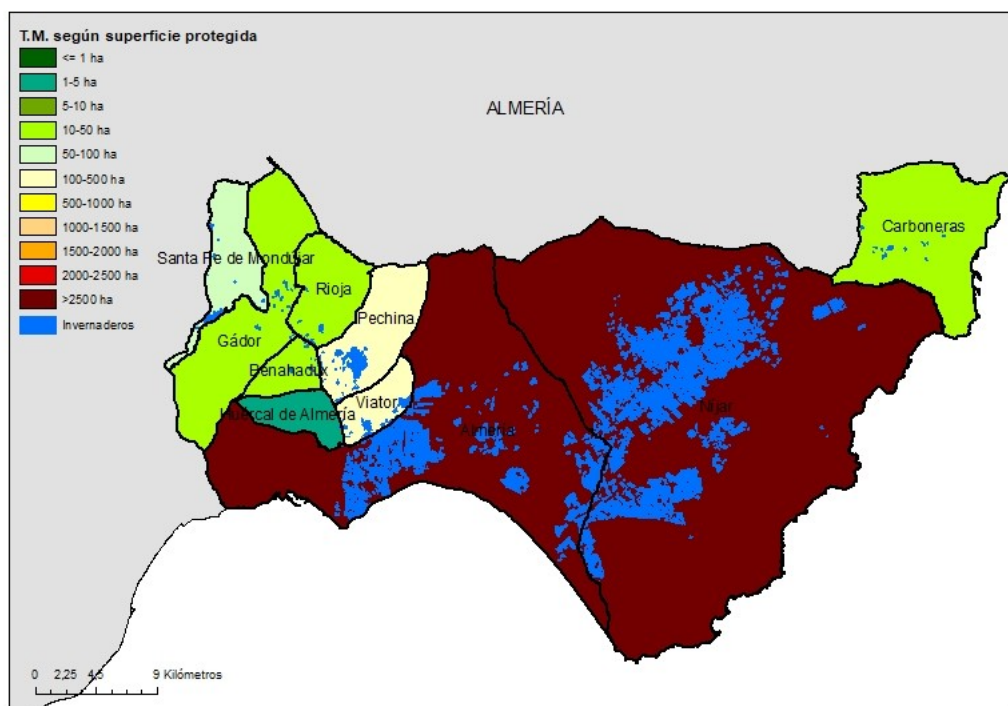 T.M. según superficie protegida
<= 1 ha
1-5 ha
5-10 ha
10-50 ha
50-100 ha
100-500 ha
500-1000 ha
1000-1500 ha
1500-2000 ha
2000-2500 ha
>2500 ha
Invernaderos
ALMERÍA
Carboneras
Santa Fe de Mondújar
Rioja
Pechina
Gádor
Benahadux
Viator
Huércal de Almería
Almería
Níjar
0 2,25 4,5 9 Kilómetros